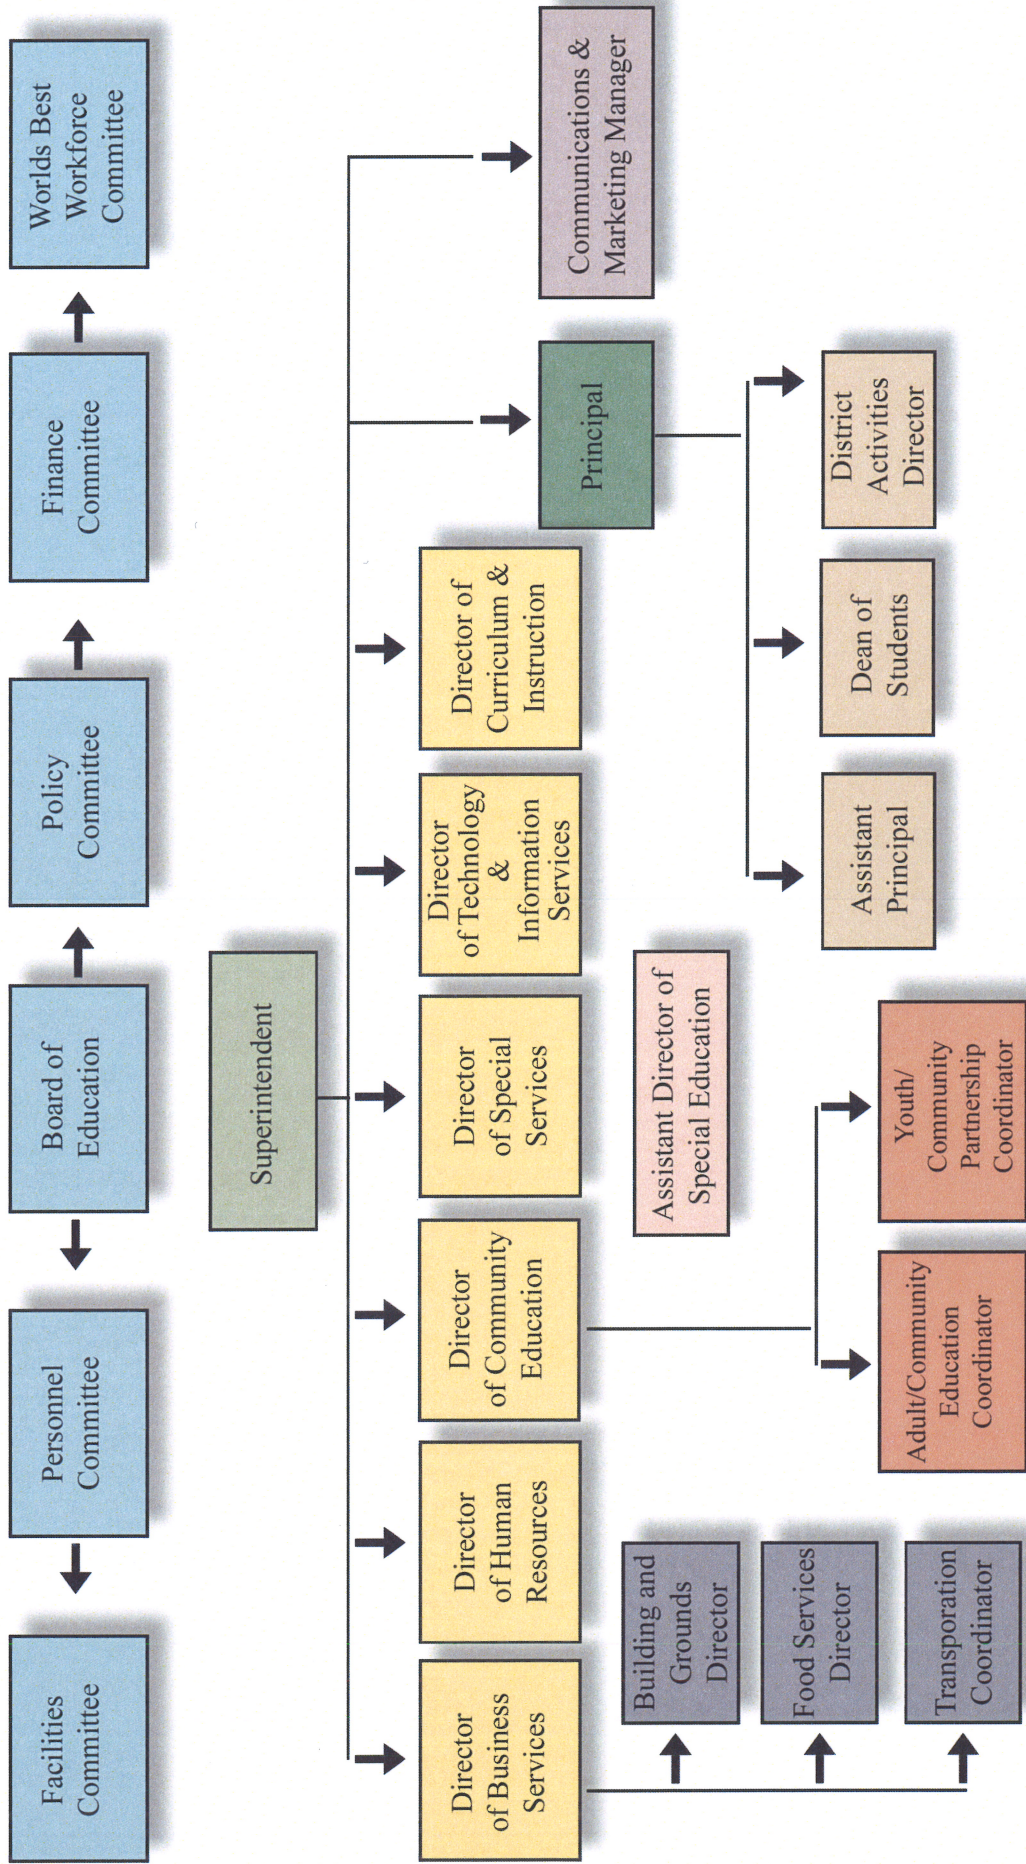 Facilities
Committee
Personnel
Committee
Board of
Education
Policy
Committee
Finance
Committee
Worlds Best
Workforce
Committee
Superintendent
Director
of Business
Services
Director
of Human
Resources
Director
of Community
Education
Director
of Special
Services
Director
of Technology
&
Information
Services
Director of
Curriculum &
Instruction
Principal
Communications &
Marketing Manager
Building and
Grounds
Director
Food Services
Director
Transporation
Coordinator
Assistant Director of
Special Education
Adult/Community
Education
Coordinator
Youth/
Community
Partnership
Coordinator
Assistant
Principal
Dean of
Students
District
Activities
Director